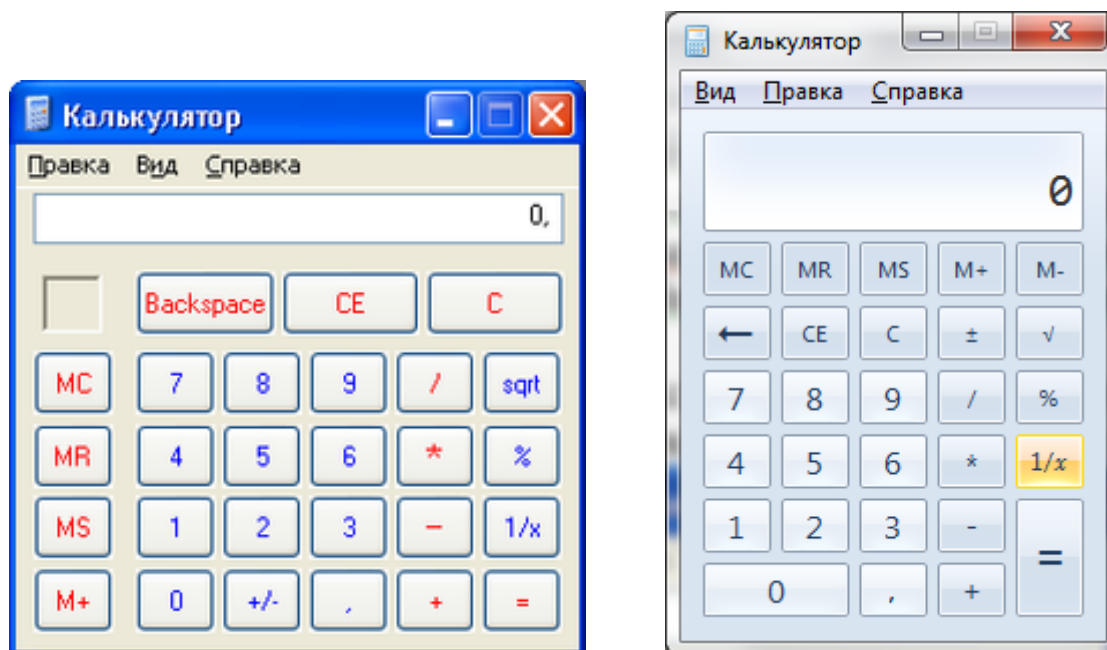 Калькулятор
Правка Вид Справка
0,
Backspace CE C
MC 7 8 9 / sqrt
MR 4 5 6 * %
MS 1 2 3 - 1/x
M+ 0 +/- , + =
Калькулятор
Вид Правка Справка
0
MC MR MS M+ M-
← CE C ± √
7 8 9 / %
4 5 6 * 1/x
1 2 3 - =
0 , +